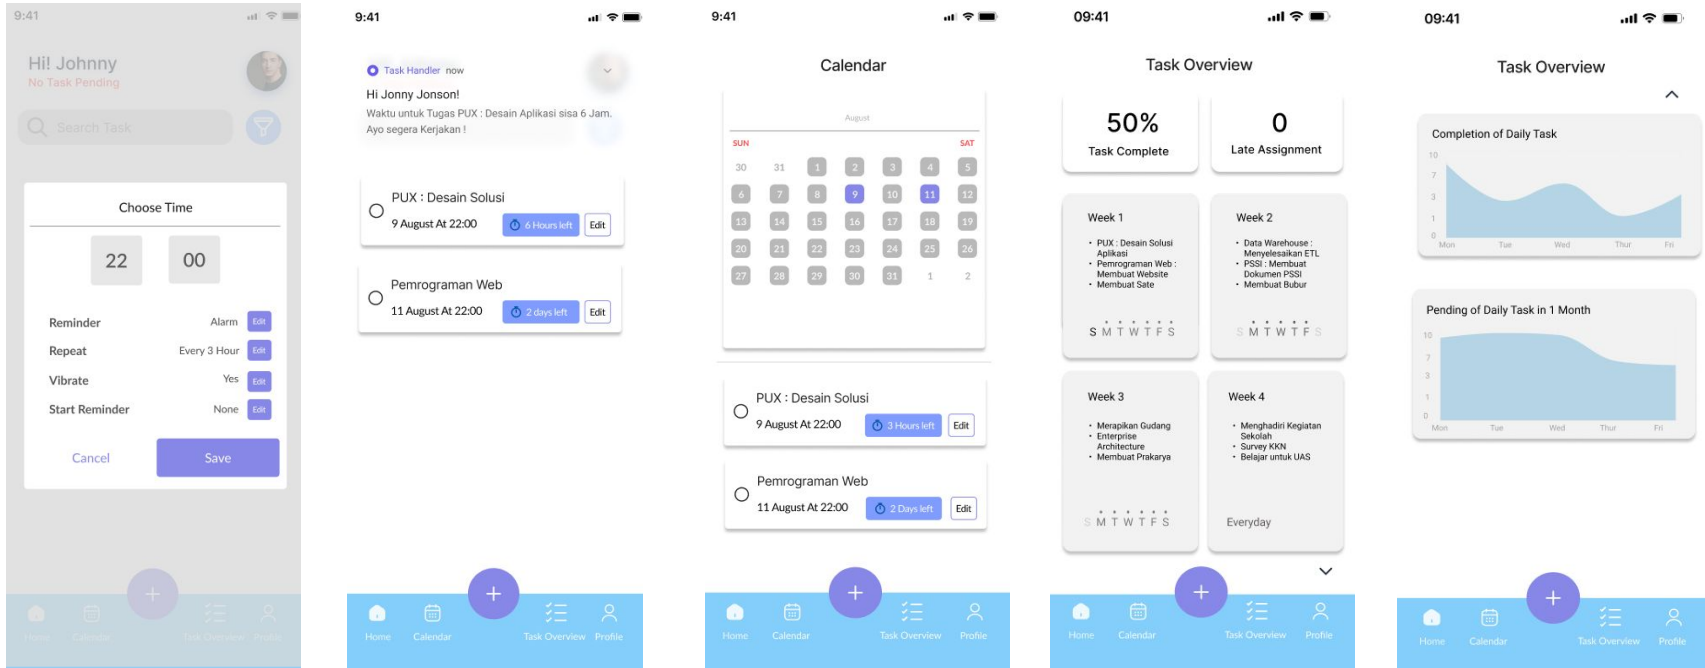 9:41
Hi! Johnny
No Task Pending
Search Task
Choose Time
22 00
Reminder Alarm Edit
Repeat Every 3 Hour Edit
Vibrate Yes Edit
Start Reminder None Edit
Cancel Save
Home Calendar Task Overview Profile
9:41
Task Handler now
Hi Jonny Jonson!
Waktu untuk Tugas PUX : Desain Aplikasi sisa 6 Jam.
Ayo segera Kerjakan !
PUX : Desain Solusi
9 August At 22:00 6 Hours left Edit
Pemrograman Web
11 August At 22:00 2 days left Edit
Home Calendar Task Overview Profile
9:41
Calendar
August
SUN SAT
30 31 1 2 3 4 5
6 7 8 9 10 11 12
13 14 15 16 17 18 19
20 21 22 23 24 25 26
27 28 29 30 31 1 2
PUX : Desain Solusi
9 August At 22:00 3 Hours left Edit
Pemrograman Web
11 August At 22:00 2 Days left Edit
Home Calendar Task Overview Profile
09:41
Task Overview
50% 0
Task Complete Late Assignment
Week 1
• PUX : Desain Solusi
Aplikasi
• Pemrograman Web :
Membuat Website
• Membuat Sate
S M T W T F S
Week 2
• Data Warehouse :
Menyelesaikan ETL
• PSSI : Membuat
Dokumen PSSI
• Membuat Bubur
S M T W T F S
Week 3
• Merapikan Gudang
• Enterprise
Architecture
• Membuat Prakarya
S M T W T F S
Week 4
• Menghadiri Kegiatan
Sekolah
• Survey KKN
• Belajar untuk UAS
Everyday
Home Calendar Task Overview Profile
09:41
Task Overview
Completion of Daily Task
10
7
3
1
0
Mon Tue Wed Thur Fri
Pending of Daily Task in 1 Month
10
7
3
1
0
Mon Tue Wed Thur Fri
Home Calendar Task Overview Profile